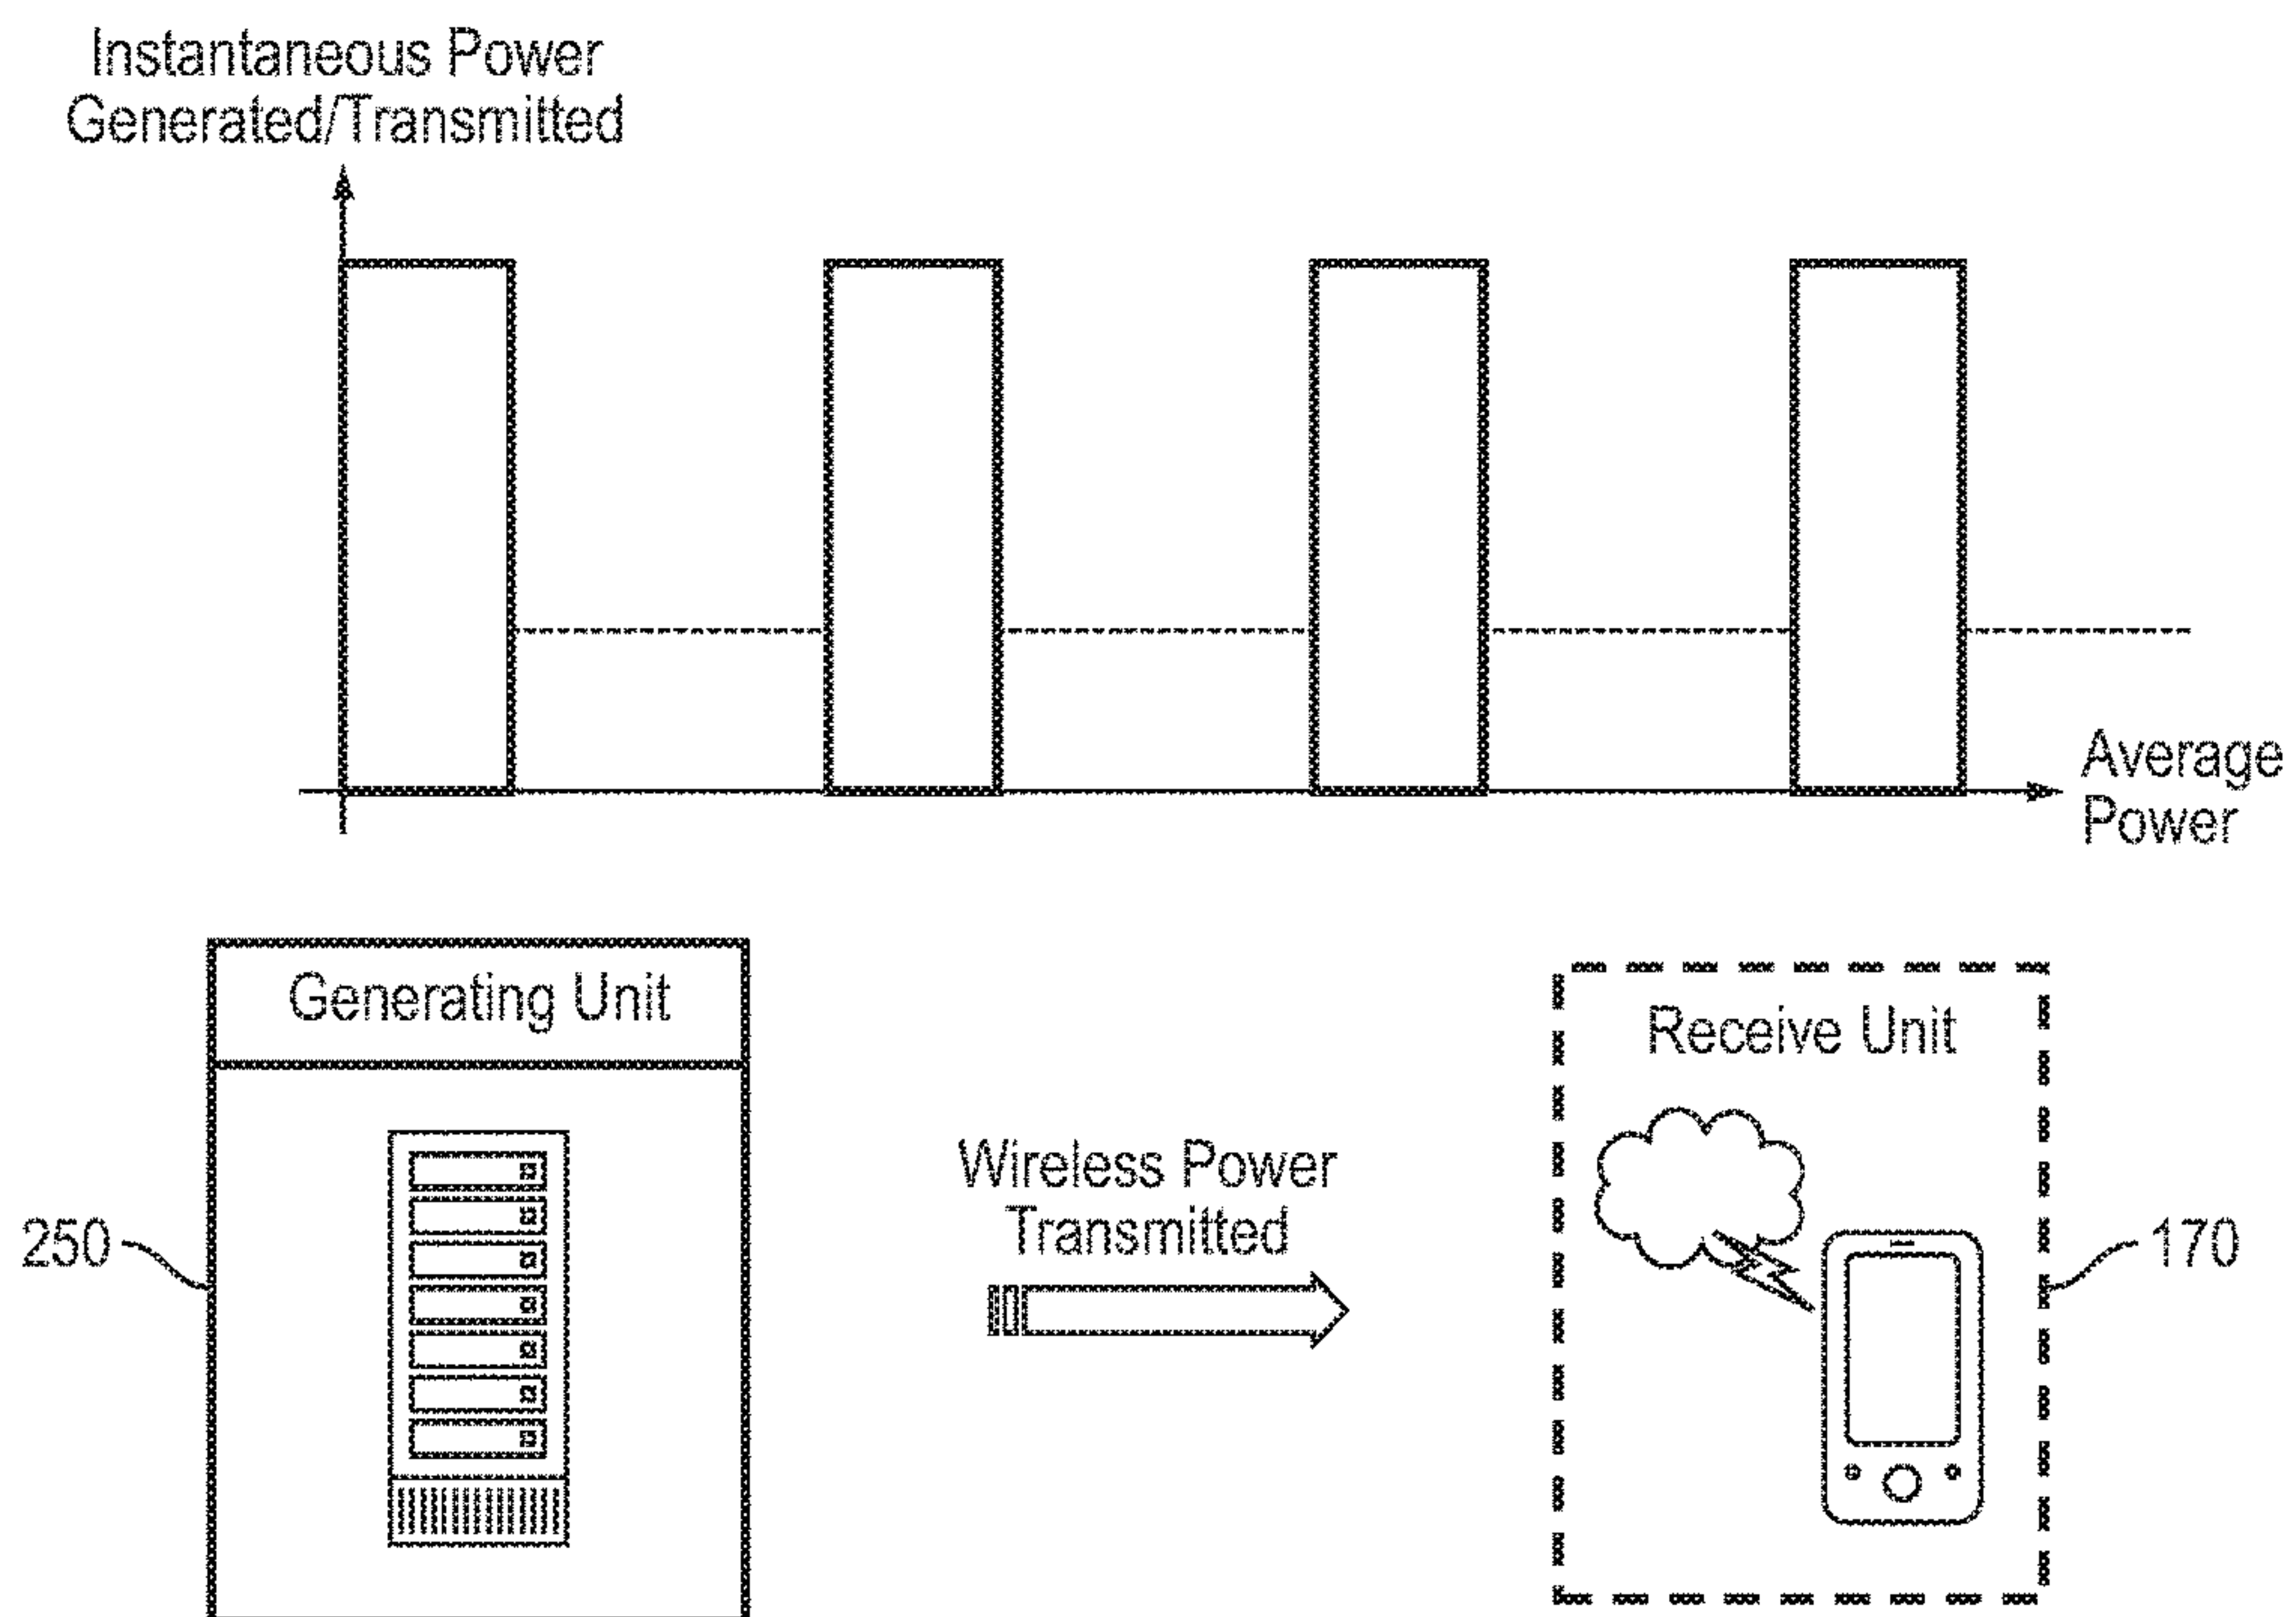 Instantaneous Power
Generated/Transmitted
Average
Power
Generating Unit
Receive Unit
Wireless Power
Transmitted
250
170